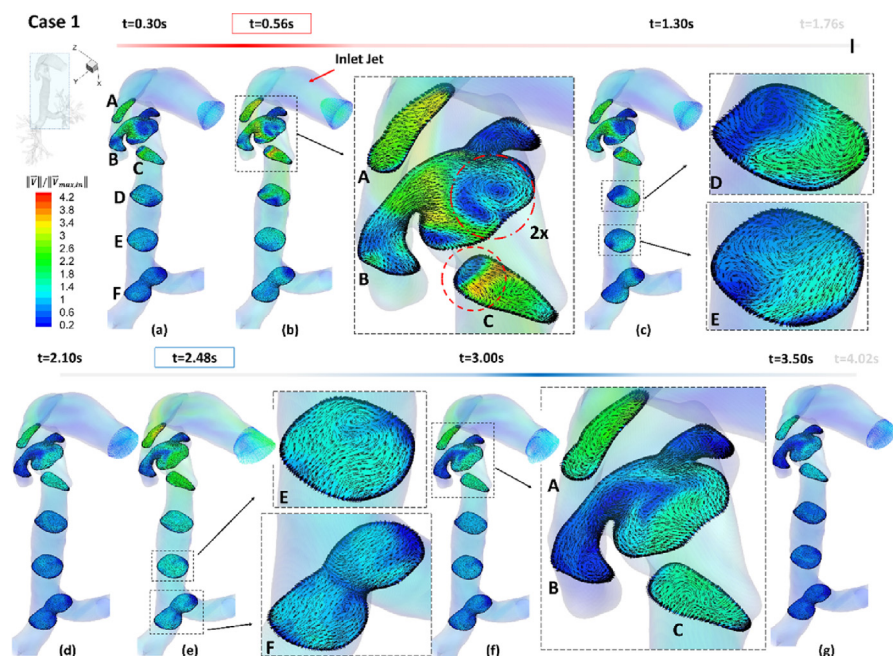 Case 1
t=0.30s
t=0.56s
t=1.30s
t=1.76s
Inlet Jet
Z
Y
X
A
B
C
D
E
F
‖V̅‖/‖V̅max,in‖
4.2
3.8
3.4
3
2.6
2.2
1.8
1.4
1
0.6
0.2
A
B
C
2x
D
E
(a)
(b)
(c)
t=2.10s
t=2.48s
t=3.00s
t=3.50s
t=4.02s
E
F
A
B
C
(d)
(e)
(f)
(g)